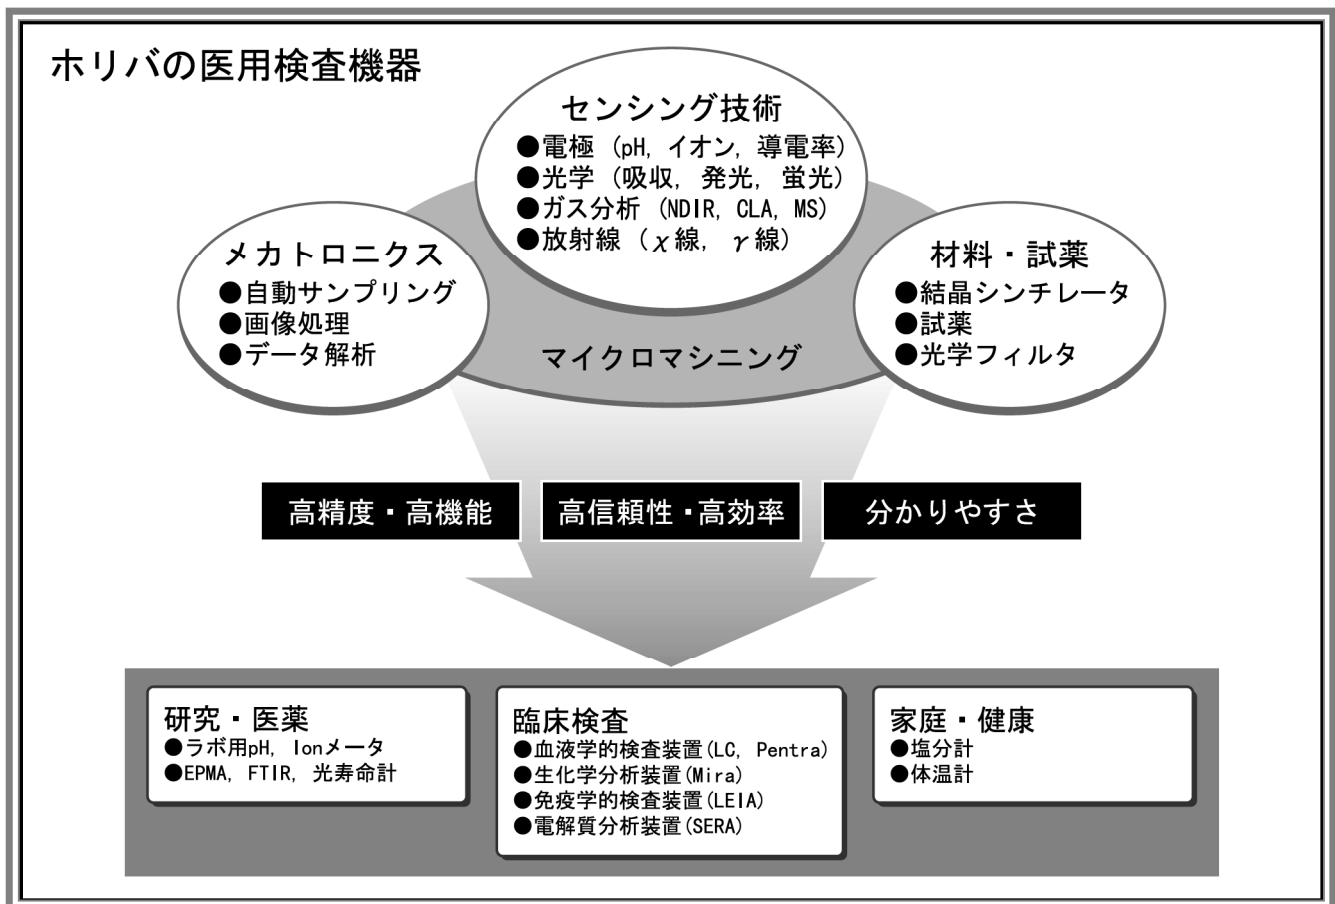 ホリバの医用検査機器
センシング技術
●電極（pH, イオン, 導電率）
●光学（吸収, 発光, 蛍光）
●ガス分析（NDIR, CLA, MS）
●放射線（χ線, γ線）
メカトロニクス
●自動サンプリング
●画像処理
●データ解析
材料・試薬
●結晶シンチレータ
●試薬
●光学フィルタ
マイクロマシニング
高精度・高機能
高信頼性・高効率
分かりやすさ
研究・医薬
●ラボ用pH, Ionメータ
●EPMA, FTIR, 光寿命計
臨床検査
●血液学的検査装置(LC, Pentra)
●生化学分析装置(Mira)
●免疫学的検査装置(LEIA)
●電解質分析装置(SERA)
家庭・健康
●塩分計
●体温計